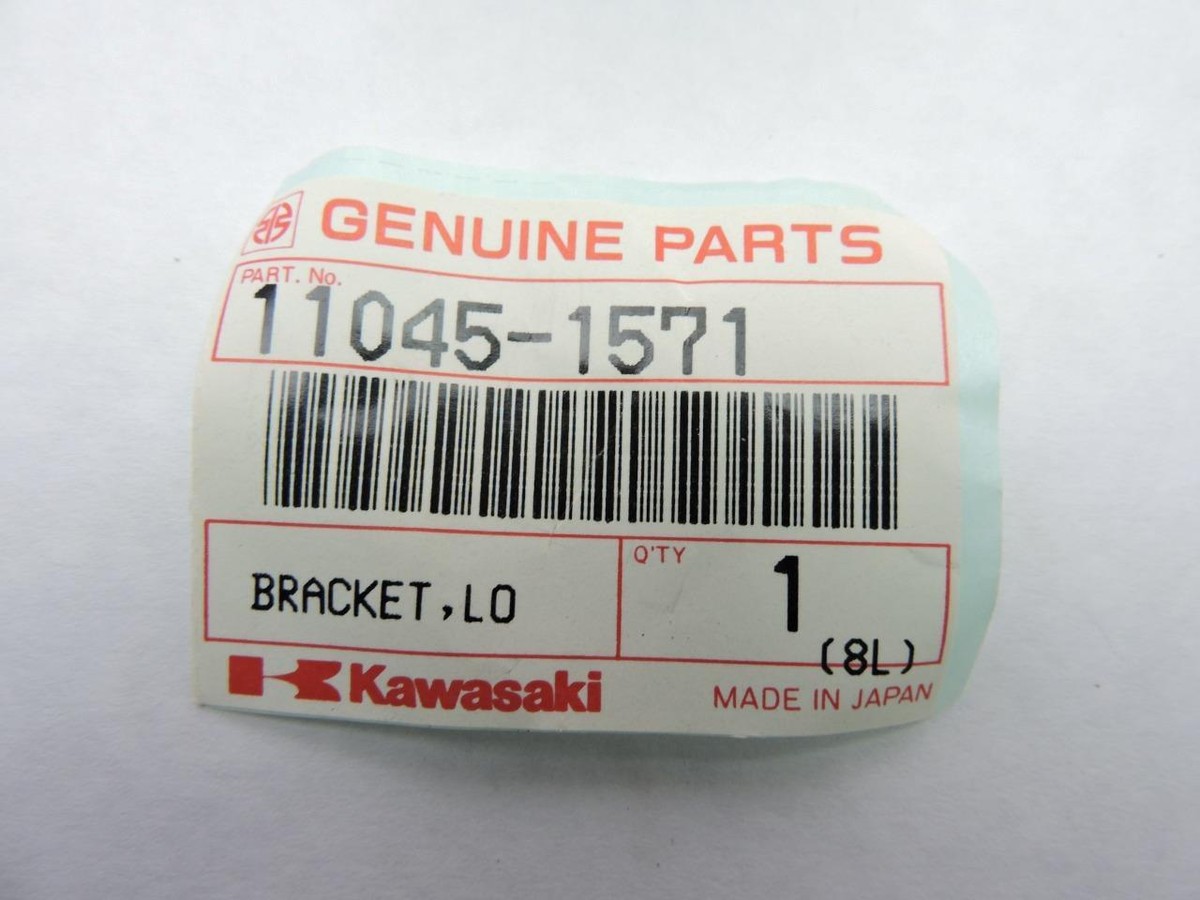 GENUINE PARTS
PART. No.
11045-1571
BRACKET,LO
Q'TY
1
(8L)
Kawasaki
MADE IN JAPAN